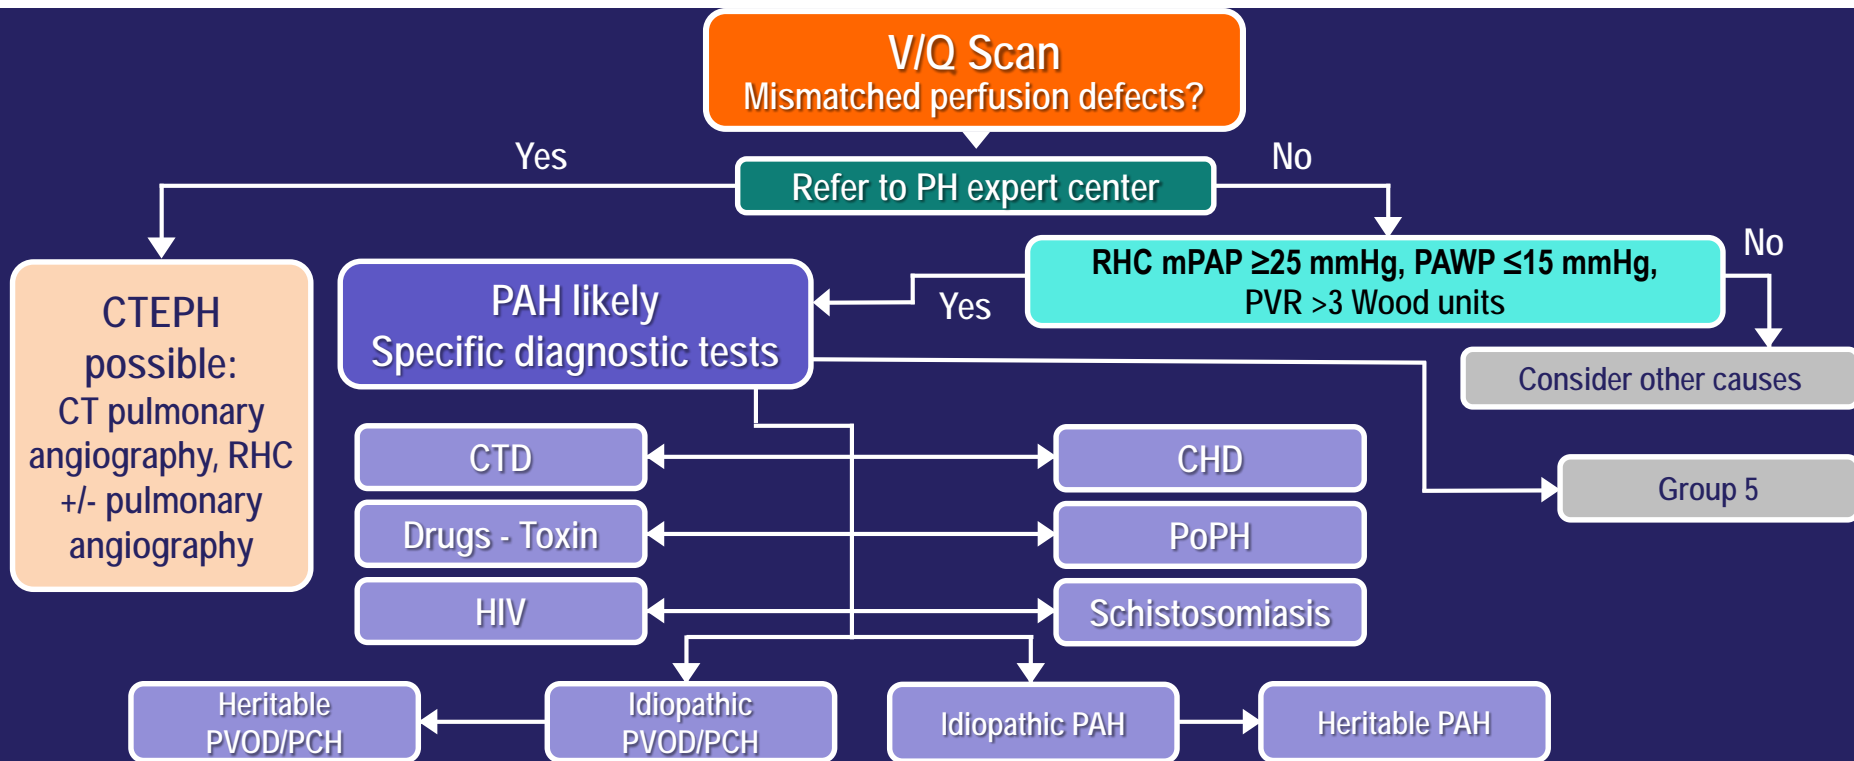 V/Q Scan
Mismatched perfusion defects?
Yes
No
Refer to PH expert center
CTEPH
possible:
CT pulmonary
angiography, RHC
+/- pulmonary
angiography
PAH likely
Specific diagnostic tests
Yes
RHC mPAP ≥25 mmHg, PAWP ≤15 mmHg,
PVR >3 Wood units
No
Consider other causes
Group 5
CTD
CHD
Drugs - Toxin
PoPH
HIV
Schistosomiasis
Heritable
PVOD/PCH
Idiopathic
PVOD/PCH
Idiopathic PAH
Heritable PAH